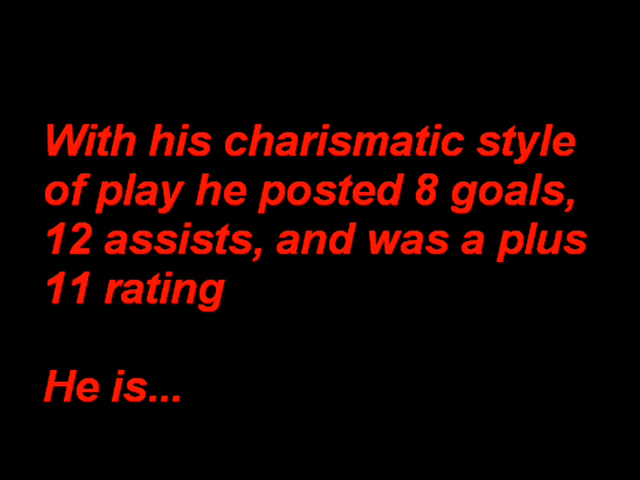 With his charismatic style
of play he posted 8 goals,
12 assists, and was a plus
11 rating
He is...